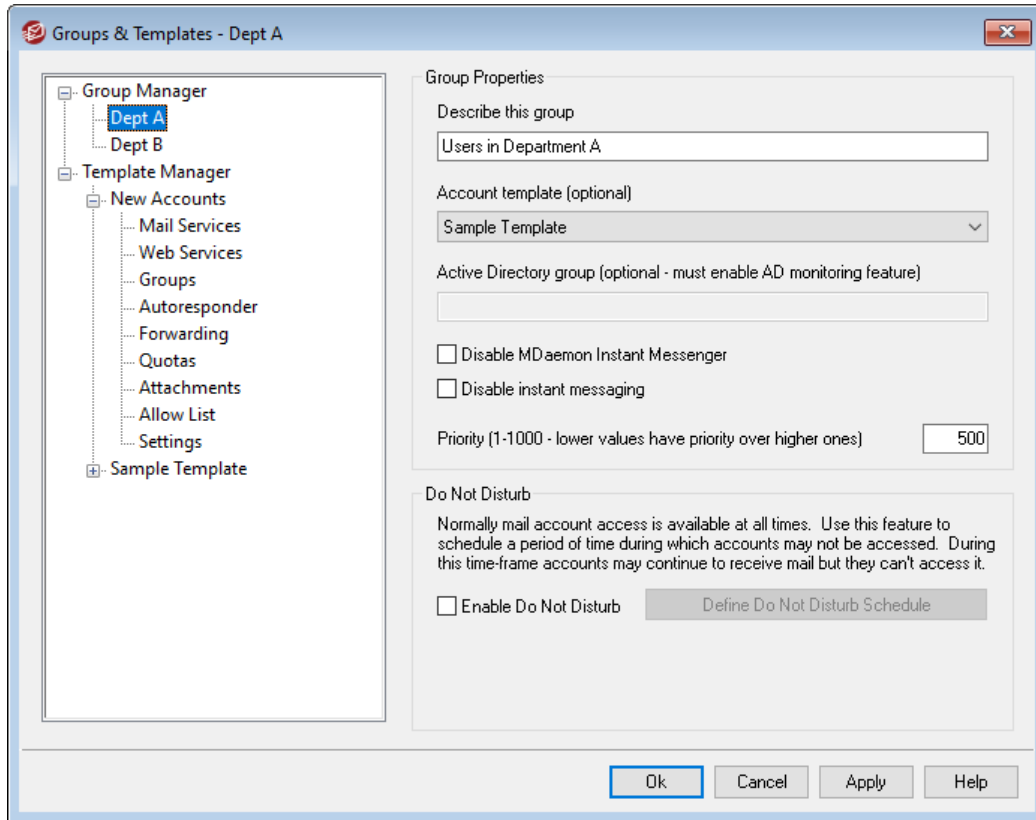 Groups & Templates - Dept A
Group Manager
Dept A
Dept B
Template Manager
New Accounts
Mail Services
Web Services
Groups
Autoresponder
Forwarding
Quotas
Attachments
Allow List
Settings
Sample Template
Group Properties
Describe this group
Users in Department A
Account template (optional)
Sample Template
Active Directory group (optional - must enable AD monitoring feature)
Disable MDaemon Instant Messenger
Disable instant messaging
Priority (1-1000 - lower values have priority over higher ones) 500
Do Not Disturb
Normally mail account access is available at all times.  Use this feature to
schedule a period of time during which accounts may not be accessed.  During
this time-frame accounts may continue to receive mail but they can't access it.
Enable Do Not Disturb Define Do Not Disturb Schedule
Ok Cancel Apply Help